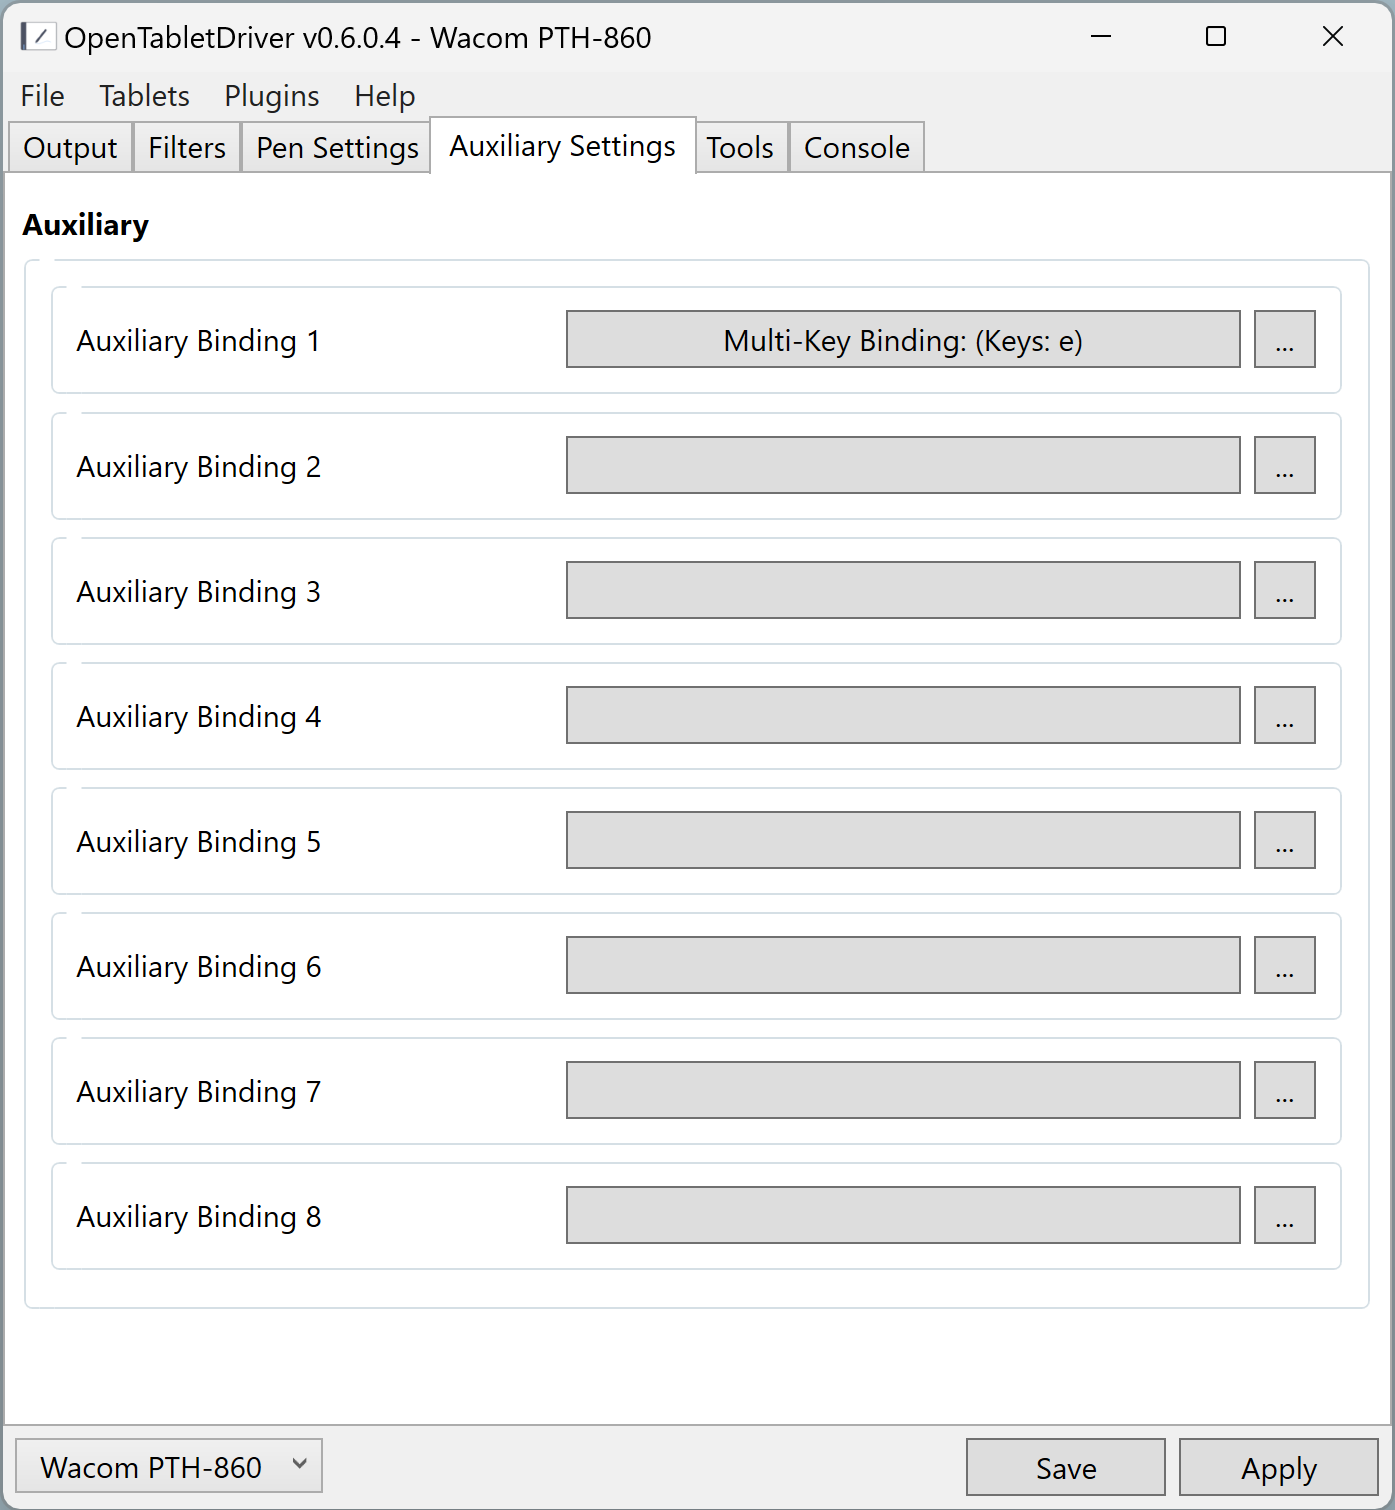 OpenTabletDriver v0.6.0.4 - Wacom PTH-860
File Tablets Plugins Help
Output Filters Pen Settings Auxiliary Settings Tools Console
Auxiliary
Auxiliary Binding 1 Multi-Key Binding: (Keys: e) ...
Auxiliary Binding 2 ...
Auxiliary Binding 3 ...
Auxiliary Binding 4 ...
Auxiliary Binding 5 ...
Auxiliary Binding 6 ...
Auxiliary Binding 7 ...
Auxiliary Binding 8 ...
Wacom PTH-860 Save Apply